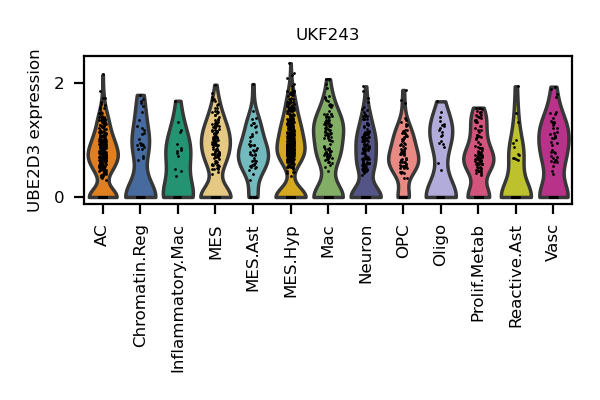 UKF243
UBE2D3 expression
2
0
AC
Chromatin.Reg
Inflammatory.Mac
MES
MES.Ast
MES.Hyp
Mac
Neuron
OPC
Oligo
Prolif.Metab
Reactive.Ast
Vasc